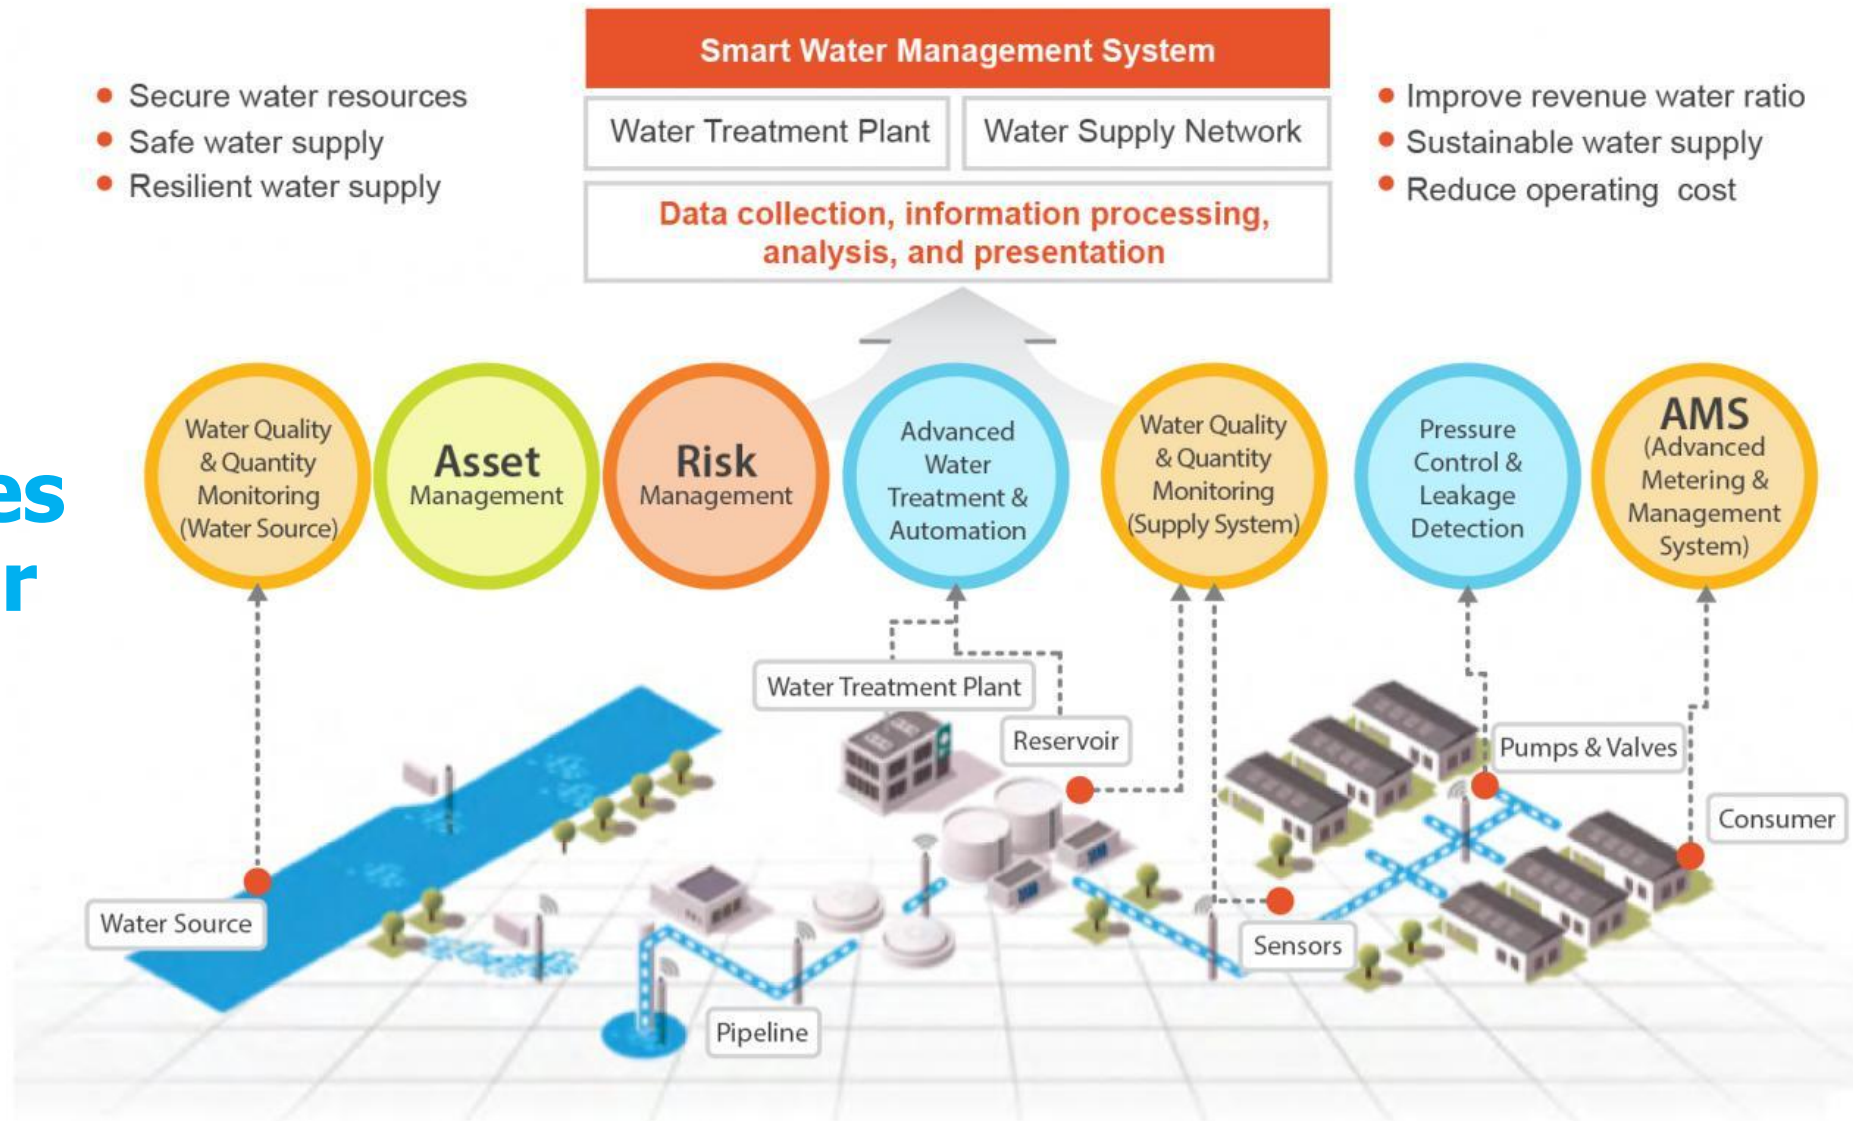 Smart Water Management System
Secure water resources
Safe water supply
Resilient water supply
Water Treatment Plant
Water Supply Network
Data collection, information processing,
analysis, and presentation
Improve revenue water ratio
Sustainable water supply
Reduce operating cost
es
r
Water Quality
& Quantity
Monitoring
(Water Source)
Asset
Management
Risk
Management
Advanced
Water
Treatment &
Automation
Water Quality
& Quantity
Monitoring
(Supply System)
Pressure
Control &
Leakage
Detection
AMS
(Advanced
Metering &
Management
System)
Water Treatment Plant
Reservoir
Pumps & Valves
Consumer
Water Source
Sensors
Pipeline